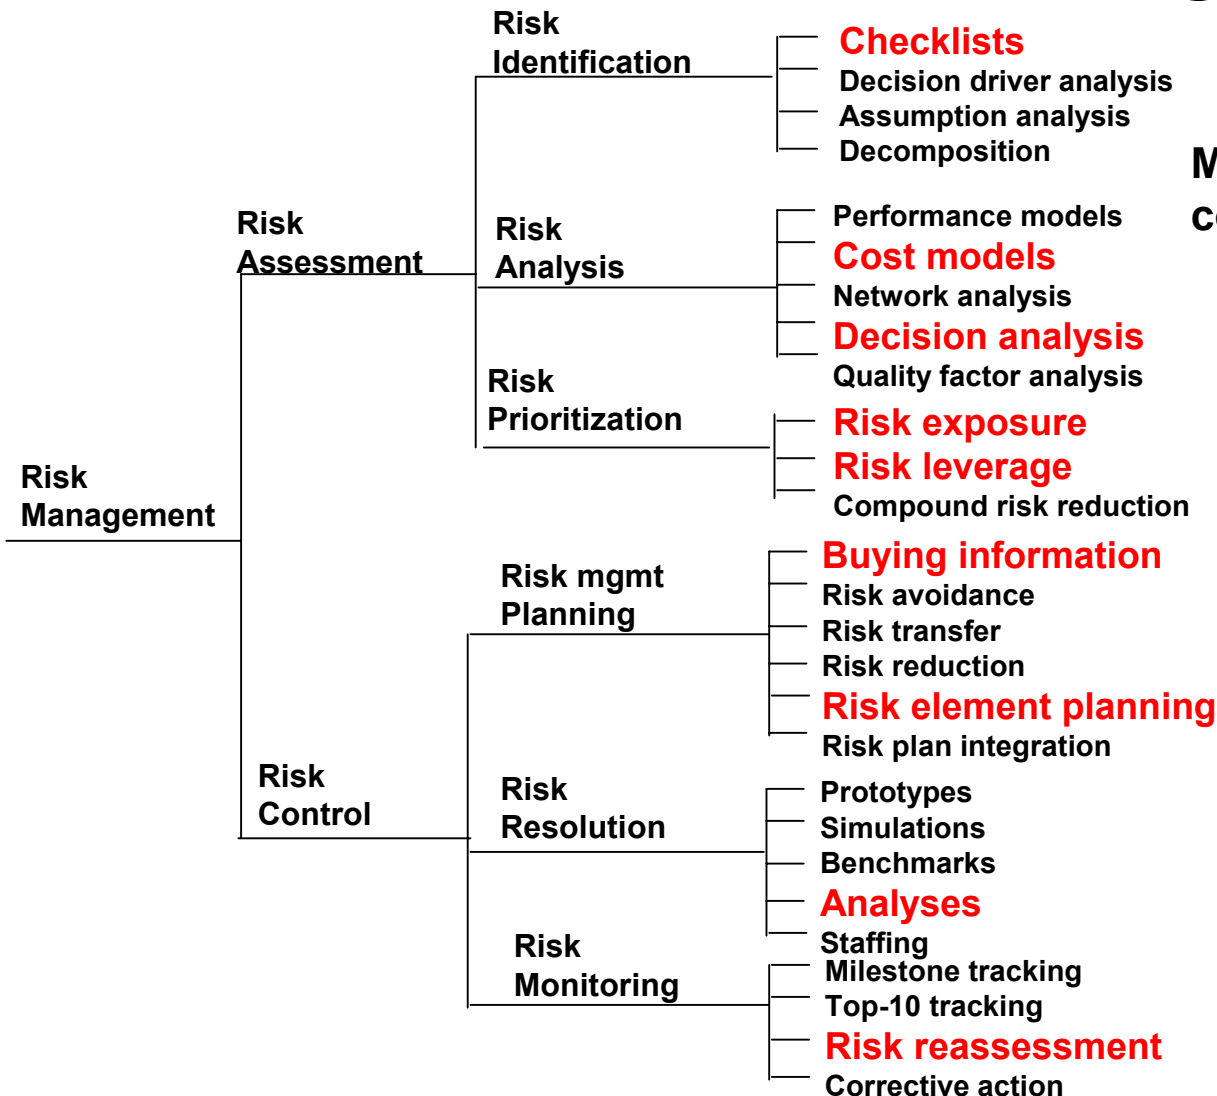 Risk
Identification
Checklists
Decision driver analysis
Assumption analysis
Decomposition
Risk
Assessment
Risk
Analysis
Performance models
Cost models
Network analysis
Decision analysis
Quality factor analysis
Risk
Prioritization
Risk exposure
Risk leverage
Compound risk reduction
Risk
Management
Risk mgmt
Planning
Buying information
Risk avoidance
Risk transfer
Risk reduction
Risk element planning
Risk plan integration
Risk
Control
Risk
Resolution
Prototypes
Simulations
Benchmarks
Analyses
Staffing
Risk
Monitoring
Milestone tracking
Top-10 tracking
Risk reassessment
Corrective action